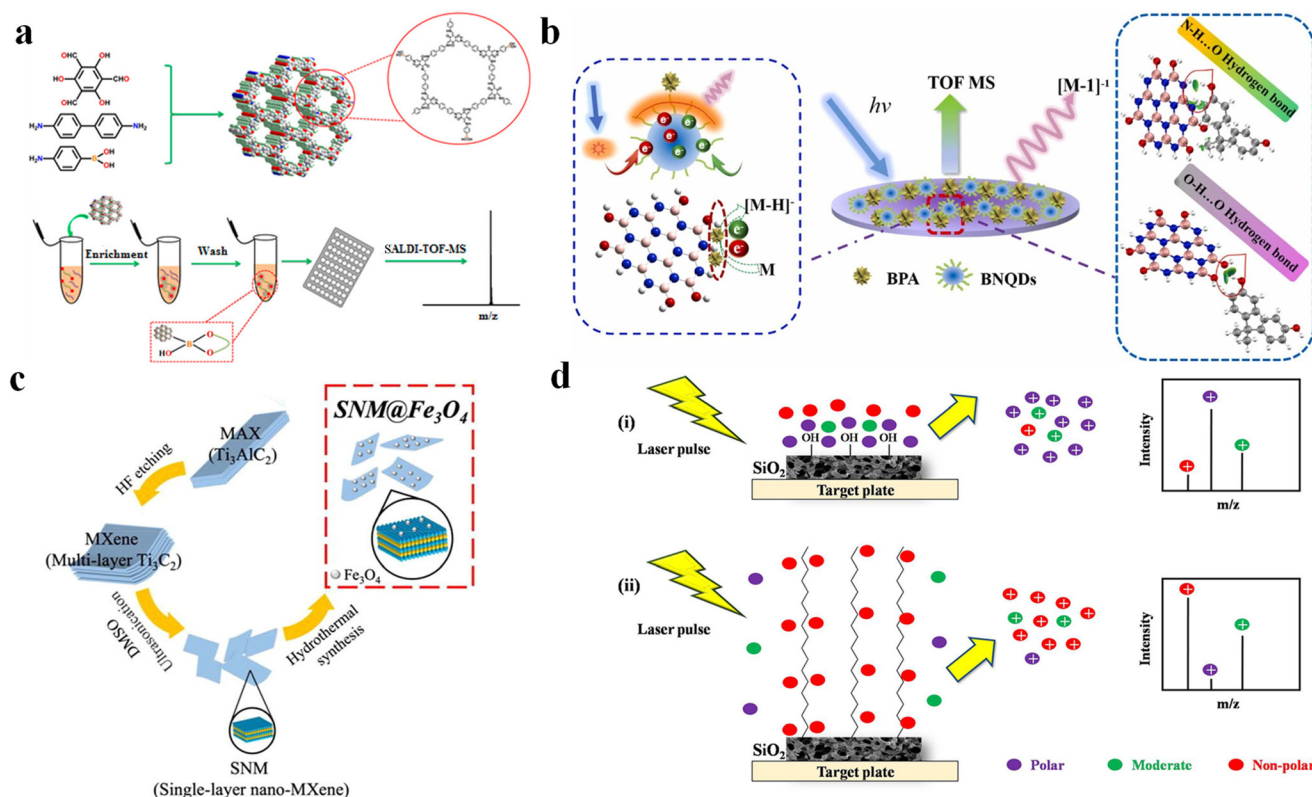 a
CHO
OHC
OH
HO
CHO
CHO
OH
H₂N
NH₂
H₂N
B
OH
OH
Enrichment
Wash
SALDI-TOF-MS
m/z
HO
B
O
O
b
hν
TOF MS
[M-1]⁻¹
e⁻
e⁻
e⁻
e⁻
e⁻
[M-H]⁻
e⁻
e⁻
M
BPA
BNQDs
N-H…O Hydrogen bond
O-H…O Hydrogen bond
c
MAX
(Ti₃AlC₂)
HF etching
MXene
(Multi-layer Ti₃C₂)
DMSO
Ultrasonication
Hydrothermal
synthesis
SNM
(Single-layer nano-MXene)
SNM@Fe₃O₄
Fe₃O₄
d
(i)
Laser pulse
OH
OH
OH
SiO₂
Target plate
Intensity
m/z
(ii)
Laser pulse
SiO₂
Target plate
Intensity
m/z
Polar
Moderate
Non-polar